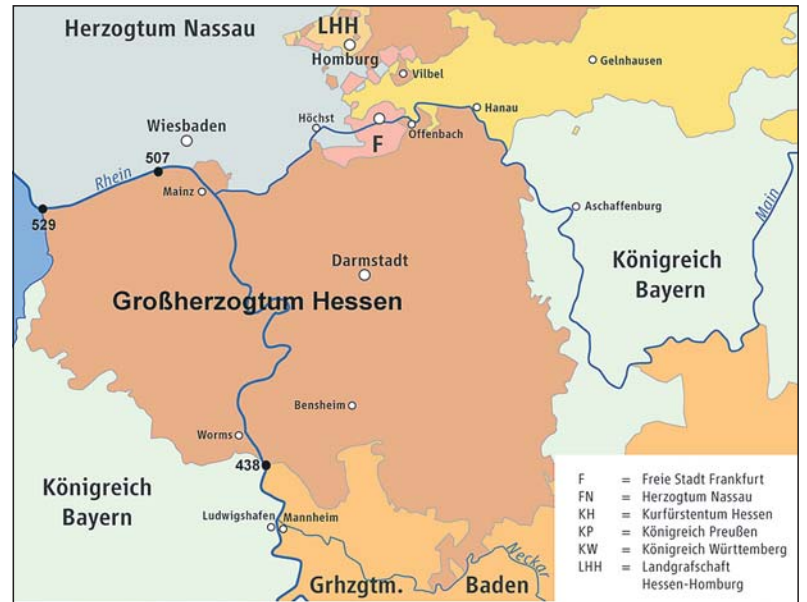 Herzogtum Nassau
LHH
Homburg
Vilbel
Gelnhausen
Wiesbaden
Höchst
Hanau
F
Offenbach
507
Rhein
Mainz
529
Aschaffenburg
Main
Darmstadt
Königreich
Bayern
Großherzogtum Hessen
Bensheim
Worms
438
Königreich
Bayern
Ludwigshafen
Mannheim
Neckar
Grhzgtm.
Baden
F = Freie Stadt Frankfurt
FN = Herzogtum Nassau
KH = Kurfürstentum Hessen
KP = Königreich Preußen
KW = Königreich Württemberg
LHH = Landgrafschaft
Hessen-Homburg